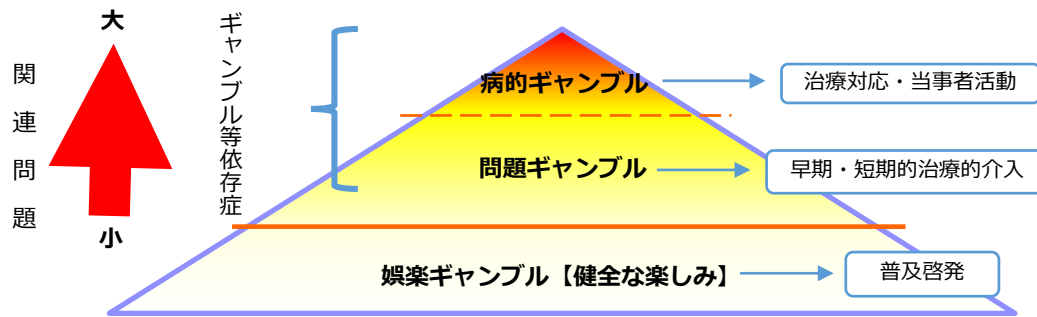 大
関連問題
小
ギャンブル等依存症
病的ギャンブル
治療対応・当事者活動
問題ギャンブル
早期・短期的治療的介入
娯楽ギャンブル【健全な楽しみ】
普及啓発